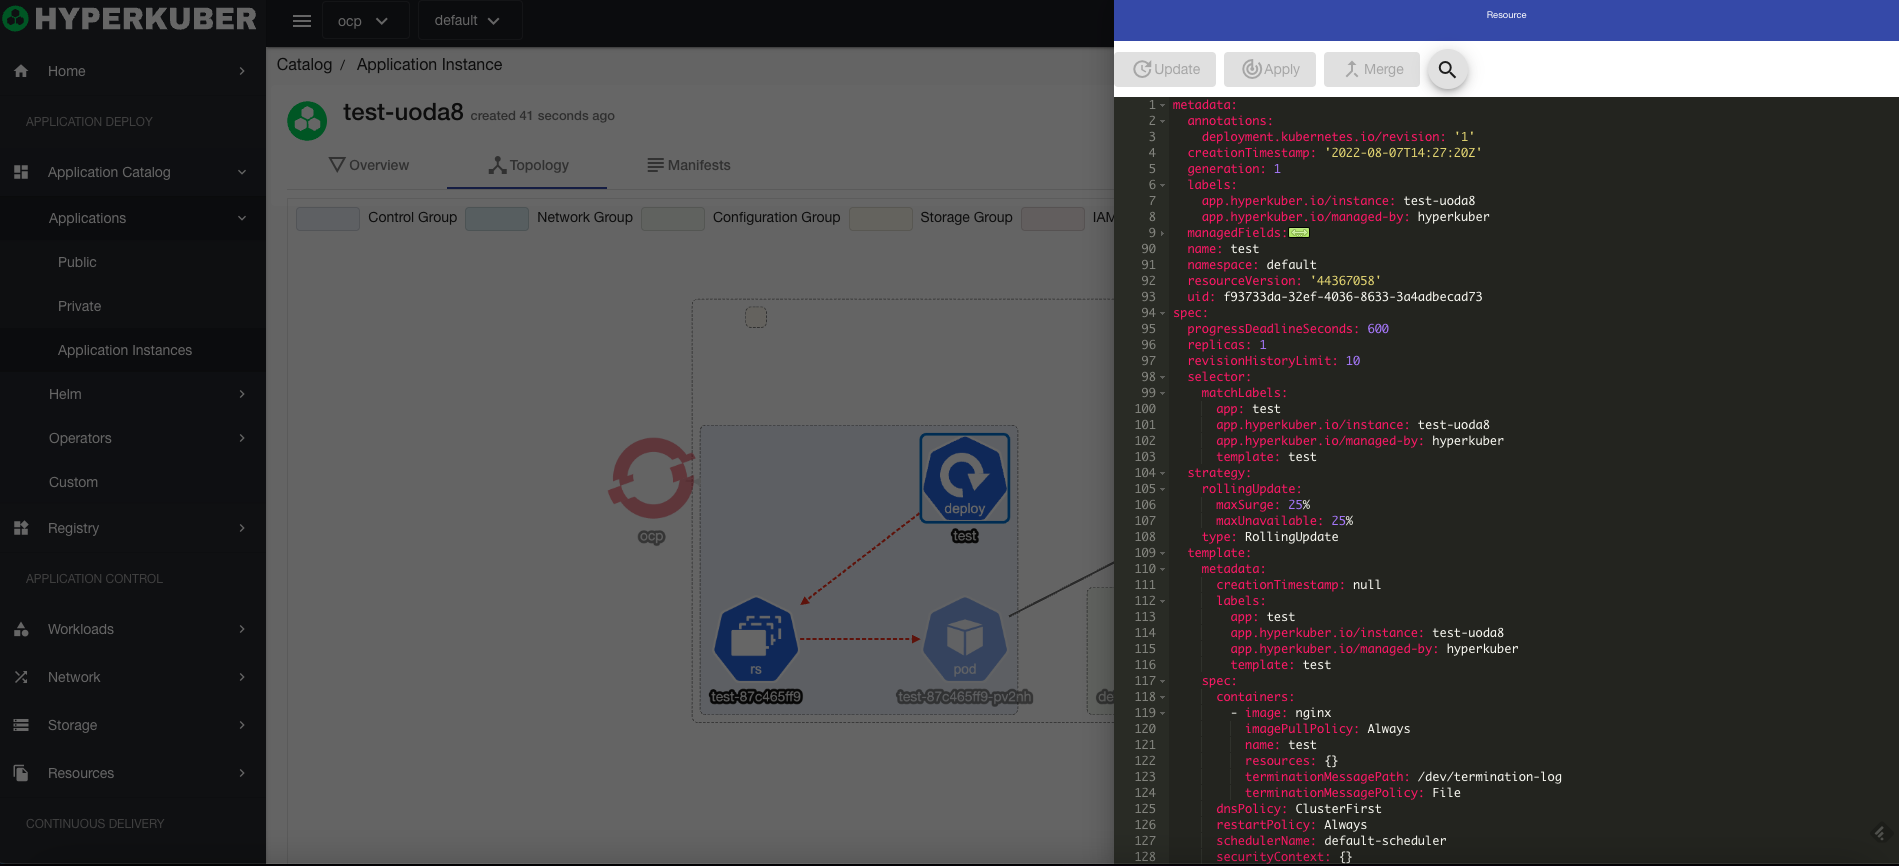 HYPERKUBER
ocp
default
Home
APPLICATION DEPLOY
Application Catalog
Applications
Public
Private
Application Instances
Helm
Operators
Custom
Registry
APPLICATION CONTROL
Workloads
Network
Storage
Resources
CONTINUOUS DELIVERY
Catalog / Application Instance
test-uoda8 created 41 seconds ago
Overview
Topology
Manifests
Control Group
Network Group
Configuration Group
Storage Group
IAM
ocp
deploy
test
rs
test-87c465ff9
pod
test-87c465ff9-pv2nh
de
Resource
Update
Apply
Merge
1 metadata:
2 annotations:
3 deployment.kubernetes.io/revision: '1'
4 creationTimestamp: '2022-08-07T14:27:20Z'
5 generation: 1
6 labels:
7 app.hyperkuber.io/instance: test-uoda8
8 app.hyperkuber.io/managed-by: hyperkuber
9 managedFields:
90 name: test
91 namespace: default
92 resourceVersion: '44367058'
93 uid: f93733da-32ef-4036-8633-3a4adbecad73
94 spec:
95 progressDeadlineSeconds: 600
96 replicas: 1
97 revisionHistoryLimit: 10
98 selector:
99 matchLabels:
100 app: test
101 app.hyperkuber.io/instance: test-uoda8
102 app.hyperkuber.io/managed-by: hyperkuber
103 template: test
104 strategy:
105 rollingUpdate:
106 maxSurge: 25%
107 maxUnavailable: 25%
108 type: RollingUpdate
109 template:
110 metadata:
111 creationTimestamp: null
112 labels:
113 app: test
114 app.hyperkuber.io/instance: test-uoda8
115 app.hyperkuber.io/managed-by: hyperkuber
116 template: test
117 spec:
118 containers:
119 - image: nginx
120 imagePullPolicy: Always
121 name: test
122 resources: {}
123 terminationMessagePath: /dev/termination-log
124 terminationMessagePolicy: File
125 dnsPolicy: ClusterFirst
126 restartPolicy: Always
127 schedulerName: default-scheduler
128 securityContext: {}